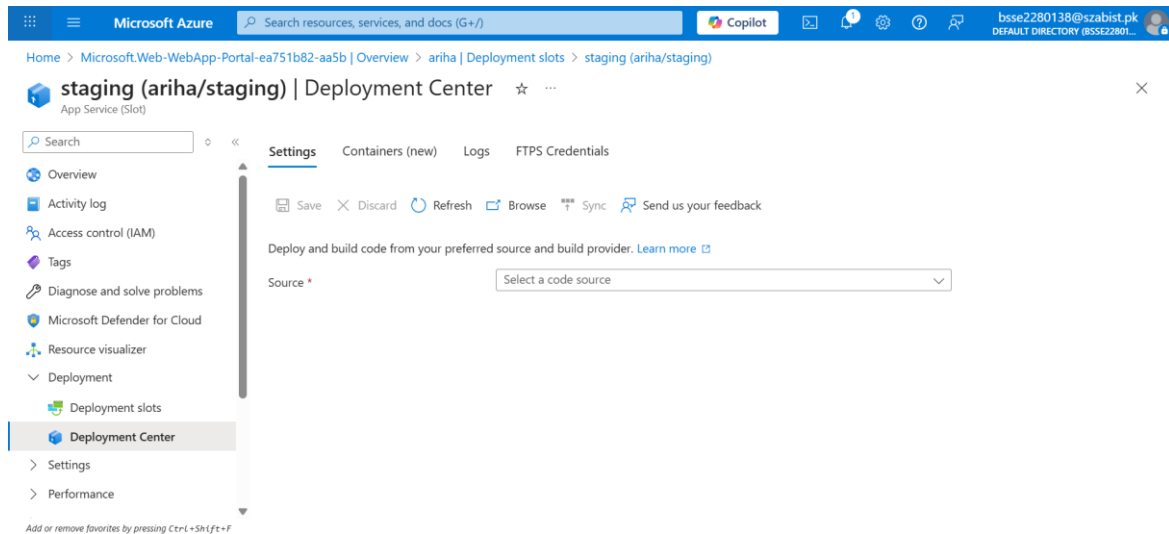 Microsoft Azure
Search resources, services, and docs (G+/)
Copilot
1
bsse2280138@szabist.pk
DEFAULT DIRECTORY (BSSE22801...
Home > Microsoft.Web-WebApp-Portal-ea751b82-aa5b | Overview > ariha | Deployment slots > staging (ariha/staging)
staging (ariha/staging) | Deployment Center
App Service (Slot)
Search
Overview
Activity log
Access control (IAM)
Tags
Diagnose and solve problems
Microsoft Defender for Cloud
Resource visualizer
Deployment
Deployment slots
Deployment Center
Settings
Performance
Add or remove favorites by pressing Ctrl+Shift+F
Settings Containers (new) Logs FTPS Credentials
Save Discard Refresh Browse Sync Send us your feedback
Deploy and build code from your preferred source and build provider. Learn more
Source * Select a code source